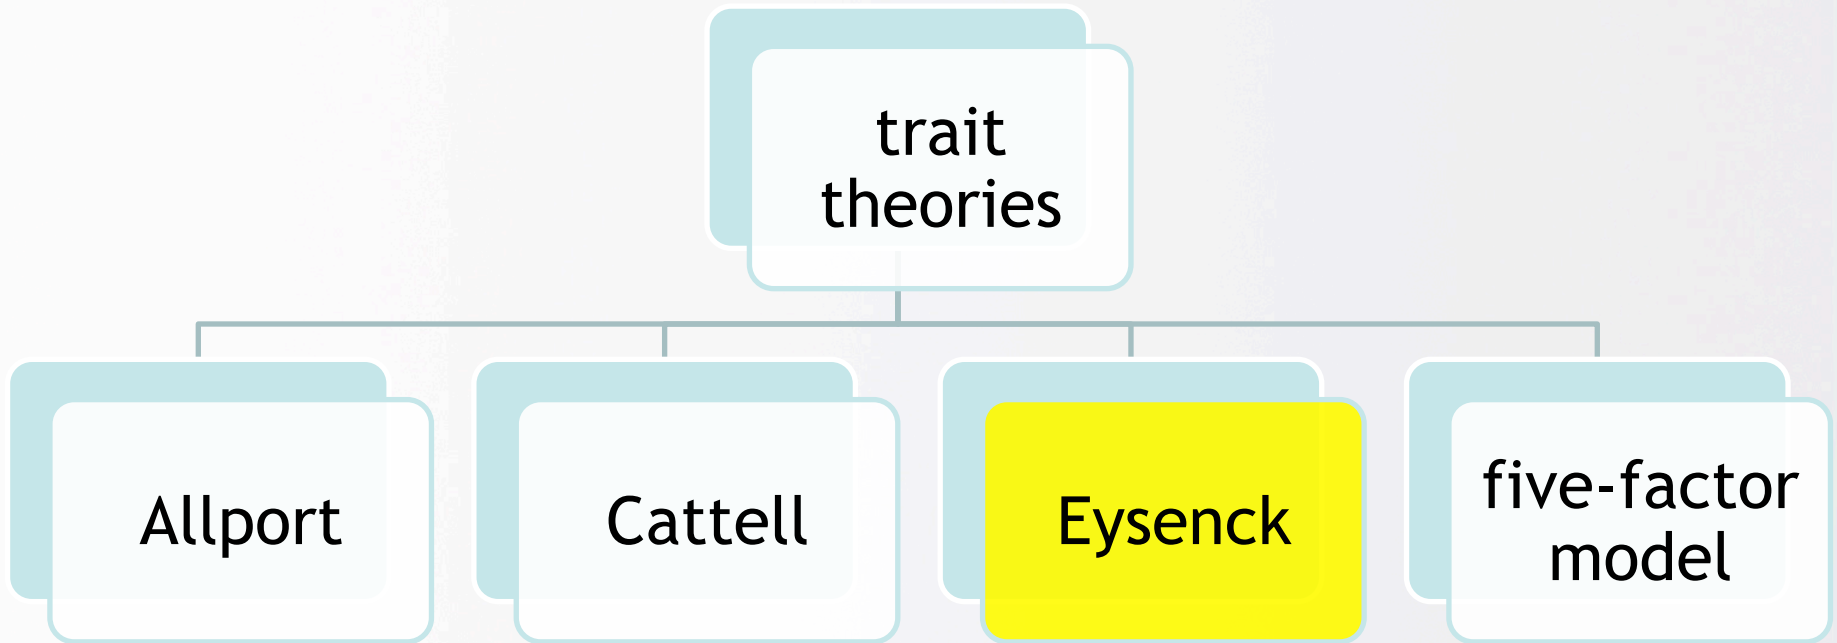 trait
theories
Allport
Cattell
Eysenck
five-factor
model